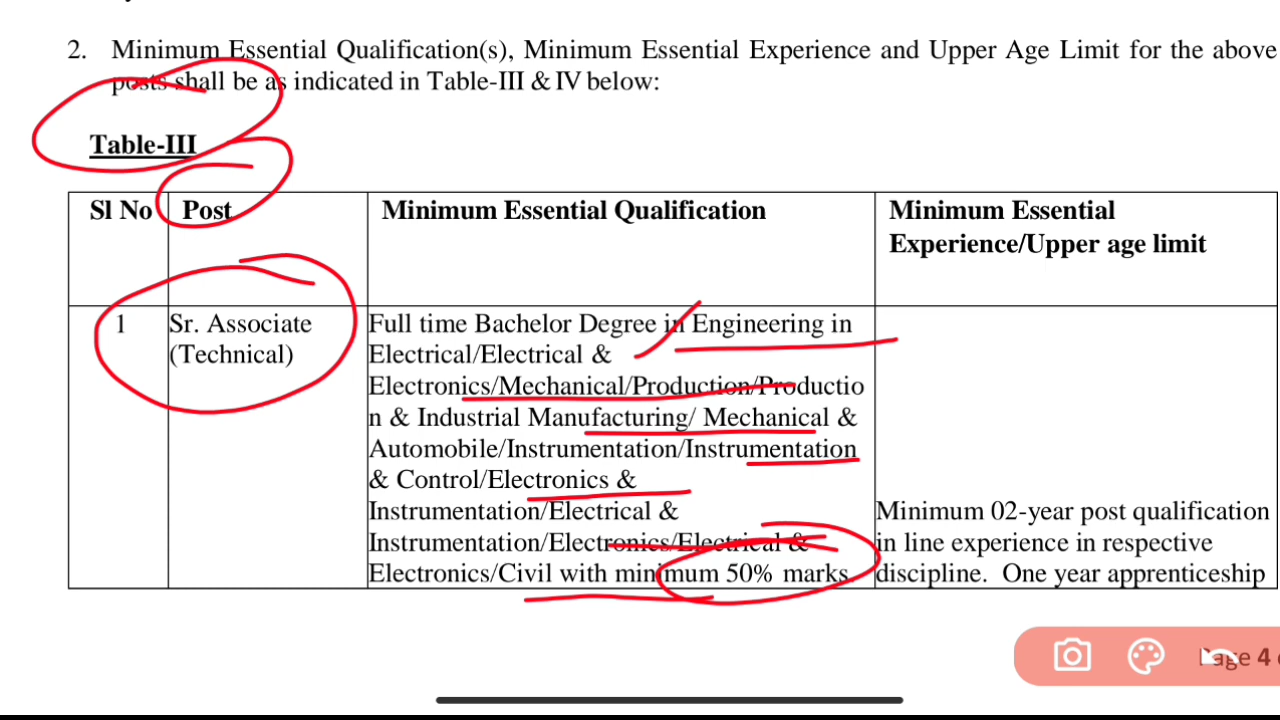 2. Minimum Essential Qualification(s), Minimum Essential Experience and Upper Age Limit for the above
posts shall be as indicated in Table-III & IV below:
Table-III
Sl No Post Minimum Essential Qualification Minimum Essential
Experience/Upper age limit
1 Sr. Associate Full time Bachelor Degree in Engineering in
(Technical) Electrical/Electrical &
Electronics/Mechanical/Production/Productio
n & Industrial Manufacturing/ Mechanical &
Automobile/Instrumentation/Instrumentation
& Control/Electronics &
Instrumentation/Electrical & Minimum 02-year post qualification
Instrumentation/Electronics/Electrical & in line experience in respective
Electronics/Civil with minimum 50% marks discipline. One year apprenticeship
Page 4